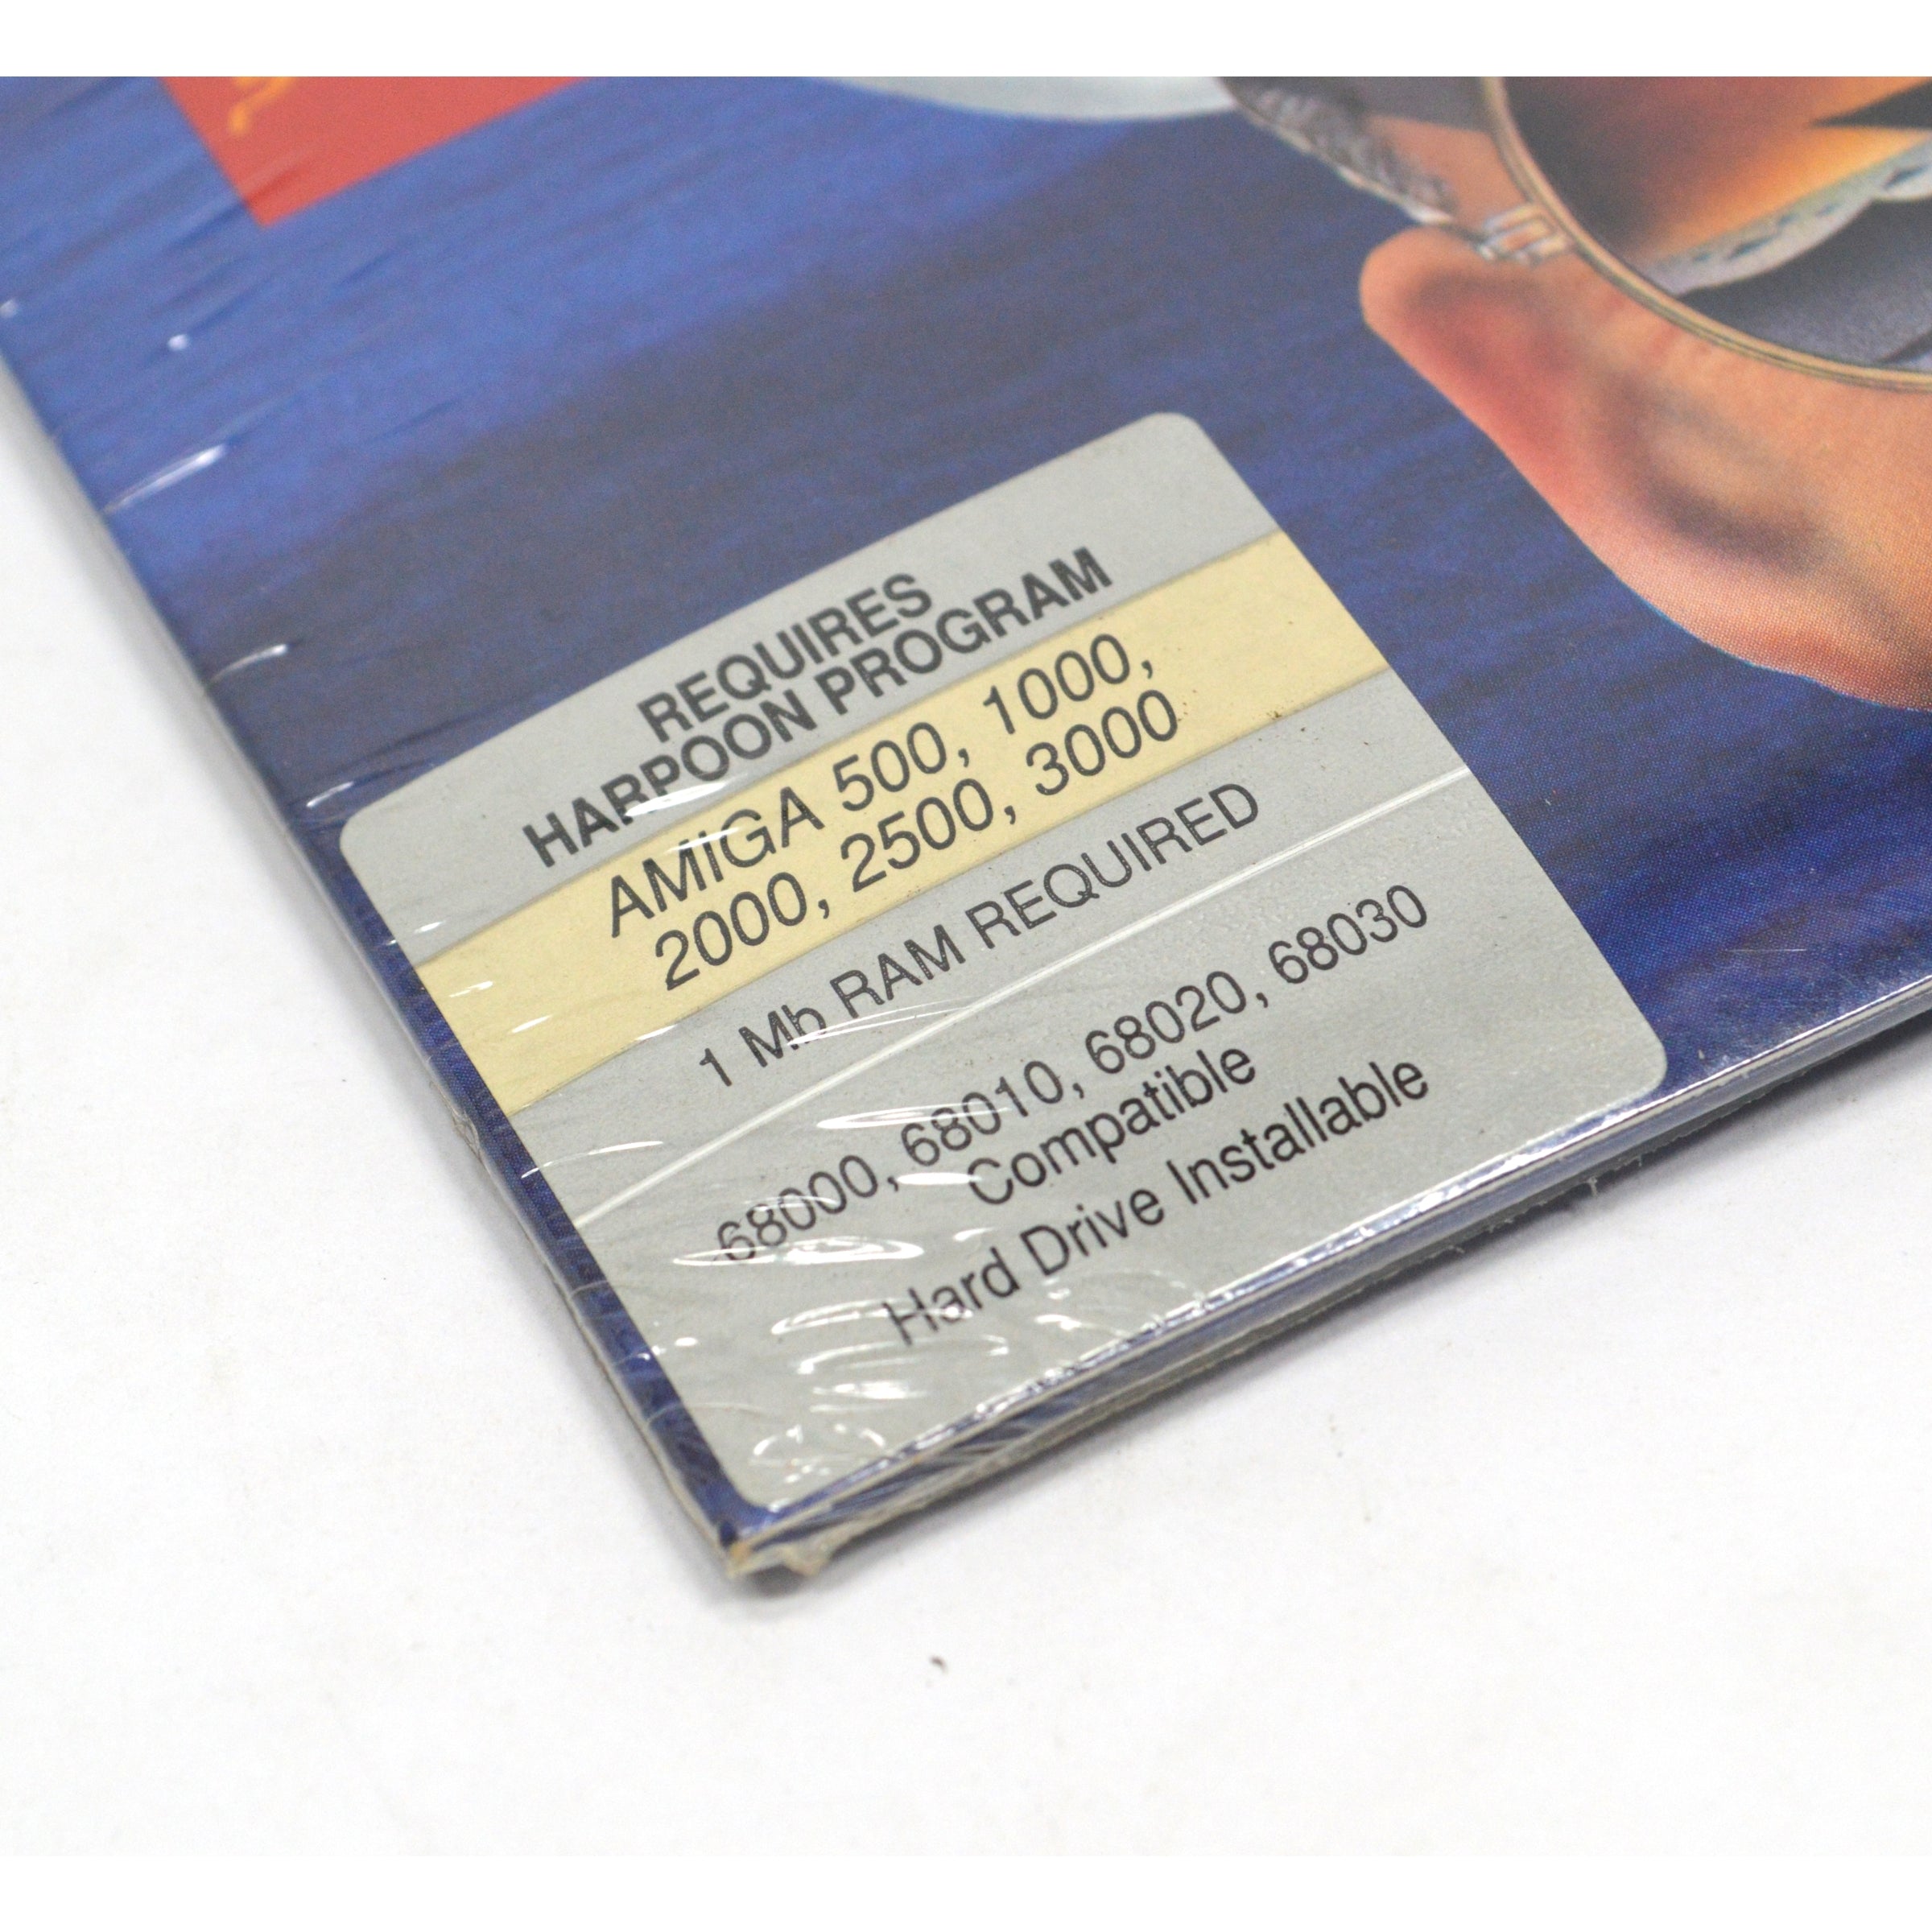 REQUIRES
HARPOON PROGRAM
AMIGA 500, 1000,
2000, 2500, 3000
1 Mb RAM REQUIRED
68000, 68010, 68020, 68030
Compatible
Hard Drive Installable